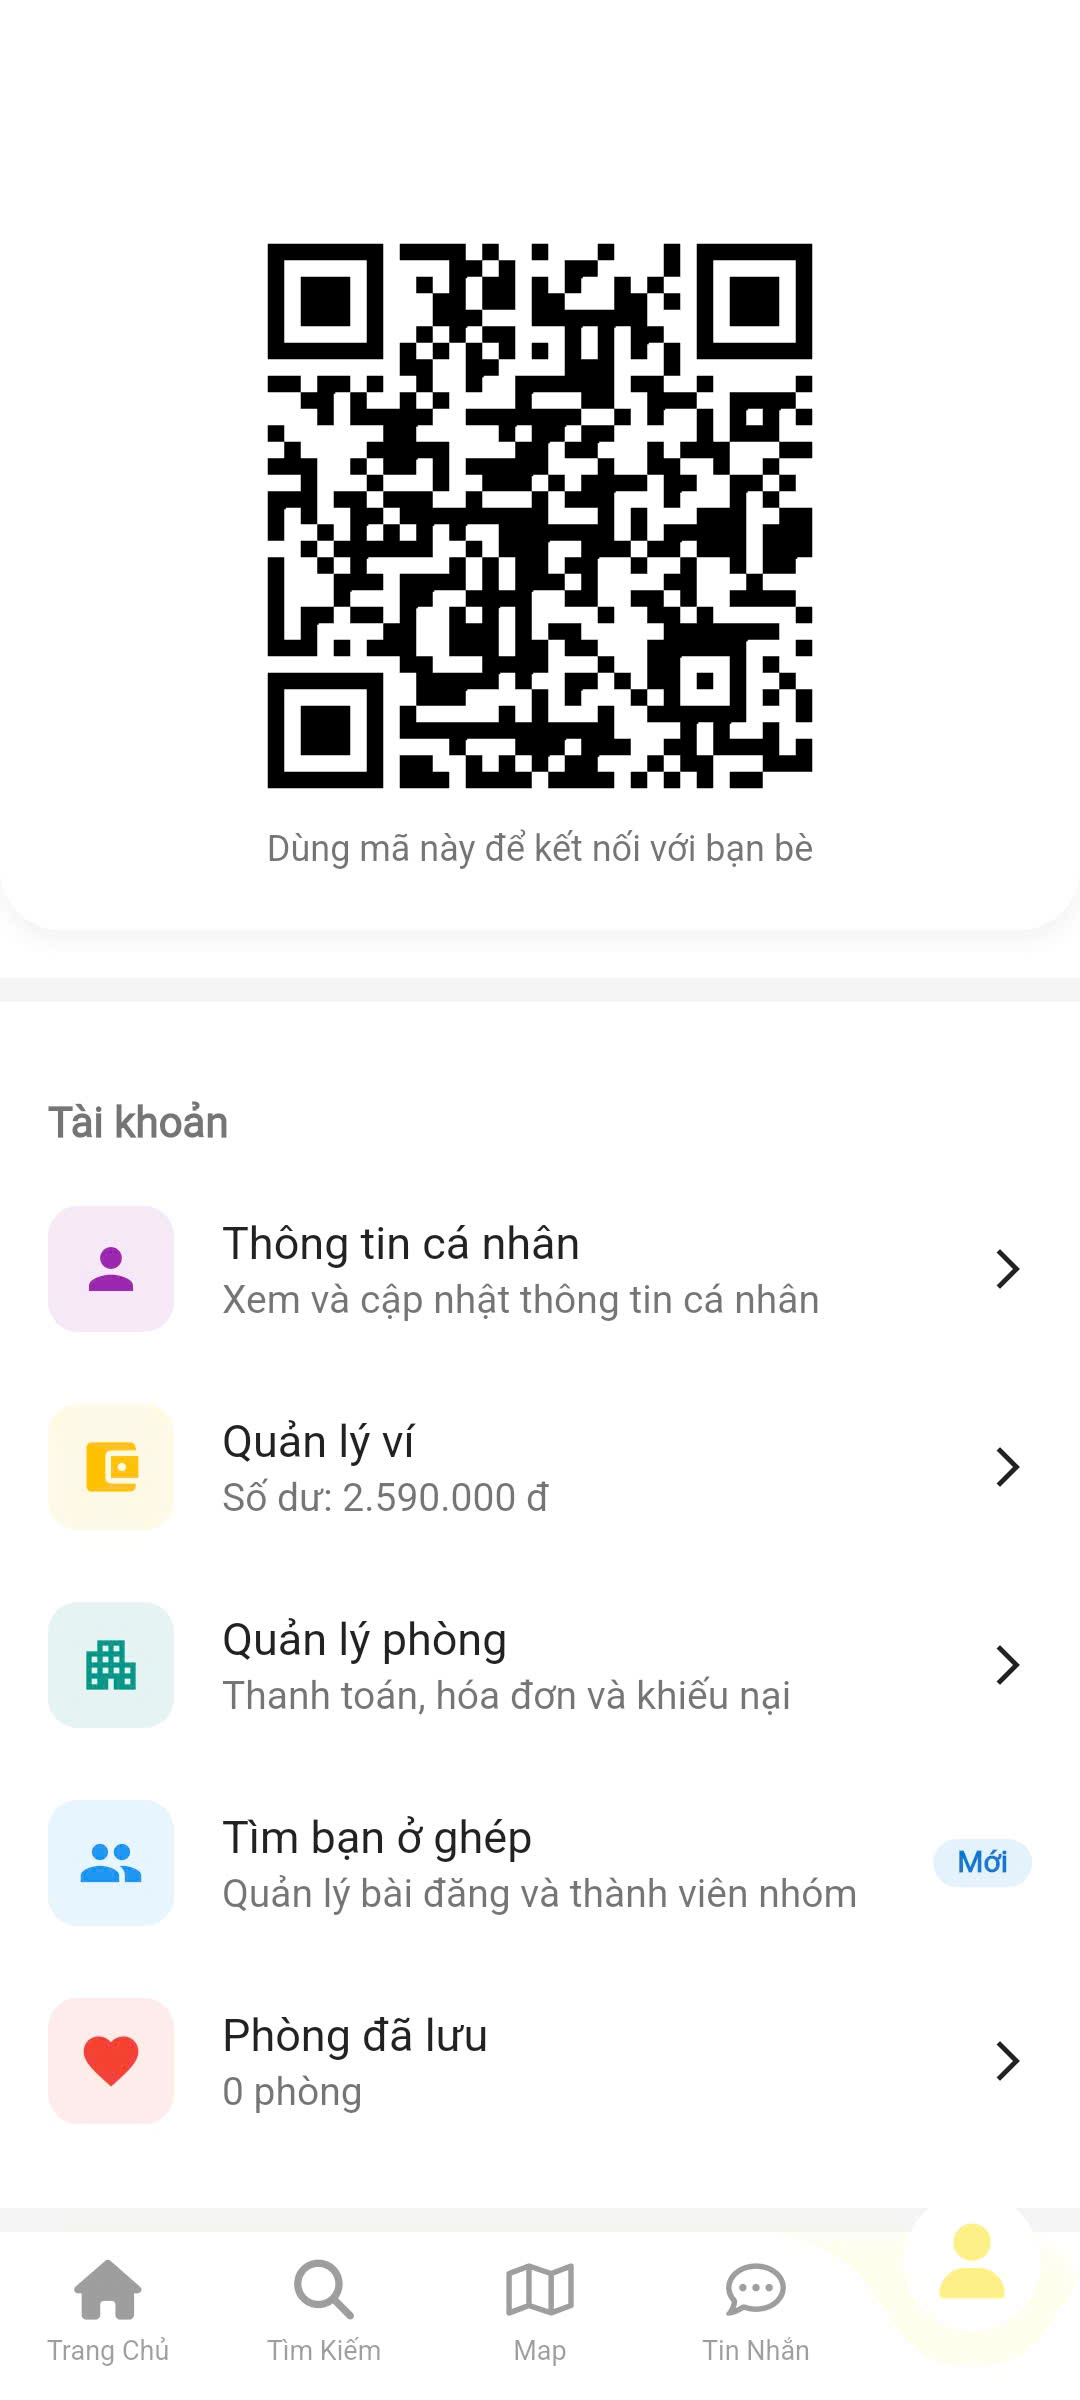 Dùng mã này để kết nối với bạn bè
Tài khoản
Thông tin cá nhân
Xem và cập nhật thông tin cá nhân
Quản lý ví
Số dư: 2.590.000 đ
Quản lý phòng
Thanh toán, hóa đơn và khiếu nại
Tìm bạn ở ghép
Mới
Quản lý bài đăng và thành viên nhóm
Phòng đã lưu
0 phòng
Trang Chủ
Tìm Kiếm
Map
Tin Nhắn